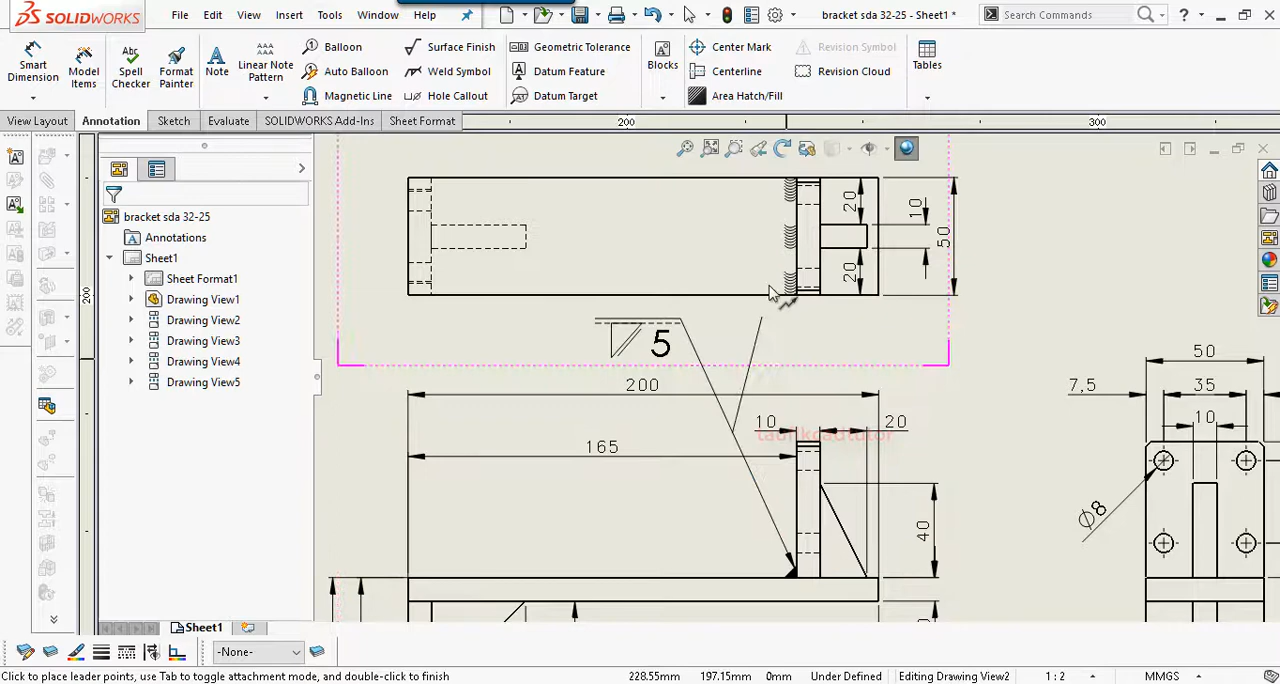 SOLIDWORKS
File Edit View Insert Tools Window Help
bracket sda 32-25 - Sheet1 *
Search Commands
?
Smart Dimension
Model Items
Spell Checker
Format Painter
Note
Linear Note Pattern
Balloon
Auto Balloon
Magnetic Line
Surface Finish
Weld Symbol
Hole Callout
Geometric Tolerance
Datum Feature
Datum Target
Blocks
Center Mark
Centerline
Area Hatch/Fill
Revision Symbol
Revision Cloud
Tables
View Layout Annotation Sketch Evaluate SOLIDWORKS Add-Ins Sheet Format
200 300
bracket sda 32-25
Annotations
Sheet1
Sheet Format1
Drawing View1
Drawing View2
Drawing View3
Drawing View4
Drawing View5
200
20 10 50 20
5
200
10 20
taufikcadtutor
165
40
50
7,5 35
10
Ø8
Sheet1
-None-
Click to place leader points, use Tab to toggle attachment mode, and double-click to finish
228.55mm 197.15mm 0mm Under Defined Editing Drawing View2 1 : 2 MMGS